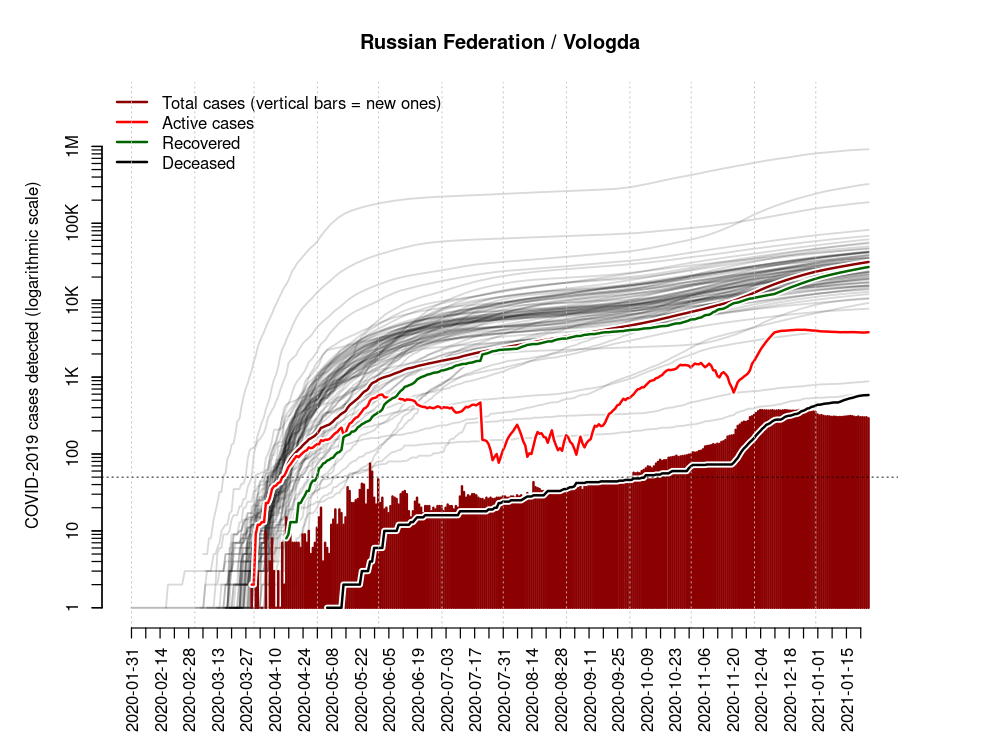 Russian Federation / Vologda
Total cases (vertical bars = new ones)
Active cases
Recovered
Deceased
COVID-2019 cases detected (logarithmic scale)
1M
100K
10K
1K
100
10
1
2020-01-31
2020-02-14
2020-02-28
2020-03-13
2020-03-27
2020-04-10
2020-04-24
2020-05-08
2020-05-22
2020-06-05
2020-06-19
2020-07-03
2020-07-17
2020-07-31
2020-08-14
2020-08-28
2020-09-11
2020-09-25
2020-10-09
2020-10-23
2020-11-06
2020-11-20
2020-12-04
2020-12-18
2021-01-01
2021-01-15